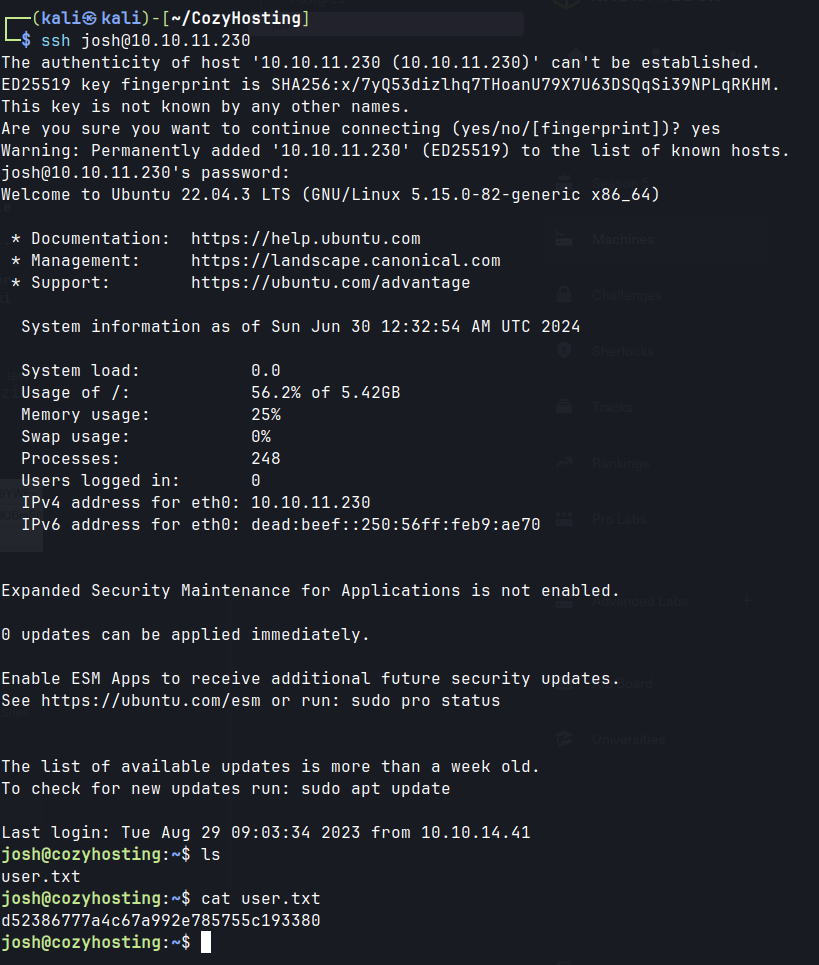 ┌──(kali㉿kali)-[~/CozyHosting]
└─$ ssh josh@10.10.11.230
The authenticity of host '10.10.11.230 (10.10.11.230)' can't be established.
ED25519 key fingerprint is SHA256:x/7yQ53dizlhq7THoanU79X7U63DSQqSi39NPLqRKHM.
This key is not known by any other names.
Are you sure you want to continue connecting (yes/no/[fingerprint])? yes
Warning: Permanently added '10.10.11.230' (ED25519) to the list of known hosts.
josh@10.10.11.230's password:
Welcome to Ubuntu 22.04.3 LTS (GNU/Linux 5.15.0-82-generic x86_64)
* Documentation:  https://help.ubuntu.com
* Management:     https://landscape.canonical.com
* Support:        https://ubuntu.com/advantage
System information as of Sun Jun 30 12:32:54 AM UTC 2024
System load:           0.0
Usage of /:            56.2% of 5.42GB
Memory usage:          25%
Swap usage:            0%
Processes:             248
Users logged in:       0
IPv4 address for eth0: 10.10.11.230
IPv6 address for eth0: dead:beef::250:56ff:feb9:ae70
Expanded Security Maintenance for Applications is not enabled.
0 updates can be applied immediately.
Enable ESM Apps to receive additional future security updates.
See https://ubuntu.com/esm or run: sudo pro status
The list of available updates is more than a week old.
To check for new updates run: sudo apt update
Last login: Tue Aug 29 09:03:34 2023 from 10.10.14.41
josh@cozyhosting:~$ ls
user.txt
josh@cozyhosting:~$ cat user.txt
d52386777a4c67a992e785755c193380
josh@cozyhosting:~$
Machines
Challenges
Sherlocks
Tracks
Rankings
Pro Labs
Advanced Labs
Universities